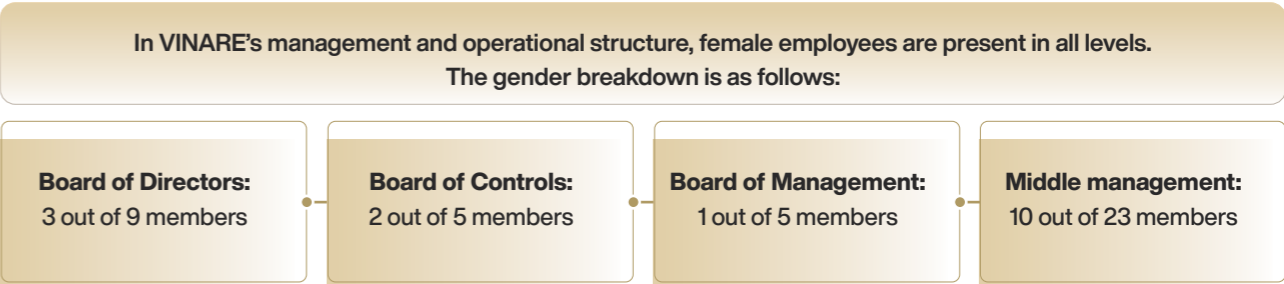 In VINARE's management and operational structure, female employees are present in all levels.
The gender breakdown is as follows:
Board of Directors:
3 out of 9 members
Board of Controls:
2 out of 5 members
Board of Management:
1 out of 5 members
Middle management:
10 out of 23 members